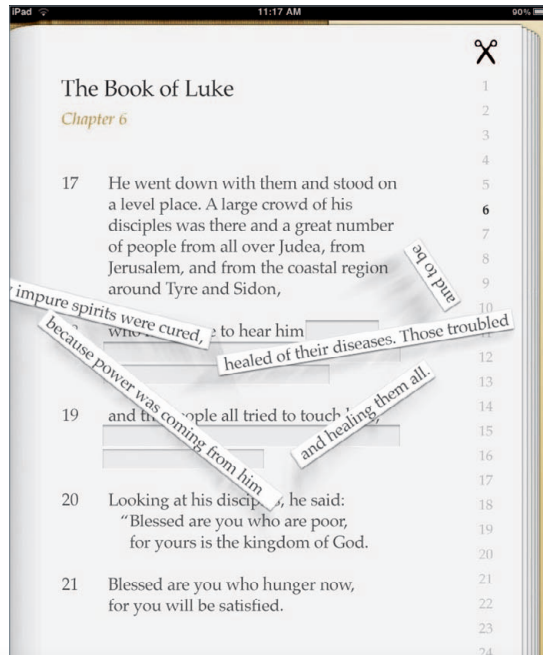 iPad 11:17 AM 90%
The Book of Luke
Chapter 6
17 He went down with them and stood on
a level place. A large crowd of his
disciples was there and a great number
of people from all over Judea, from
Jerusalem, and from the coastal region
around Tyre and Sidon,
and to be
impure spirits were cured,
to hear him
healed of their diseases. Those troubled
because power was coming from him
19 and the people all tried to touch
and healing them all.
20 Looking at his disciples, he said:
“Blessed are you who are poor,
for yours is the kingdom of God.
21 Blessed are you who hunger now,
for you will be satisfied.
1
2
3
4
5
6
7
8
9
10
12
13
14
15
16
17
18
19
20
21
22
23
24